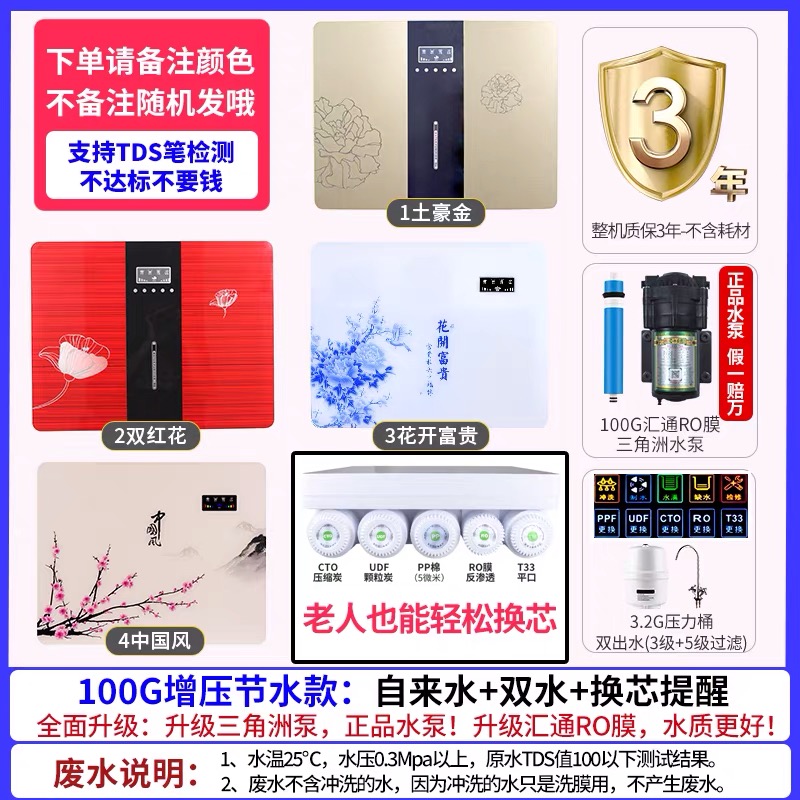 下单请备注颜色
不备注随机发哦
支持TDS笔检测
不达标不要钱
1土豪金
3
年
整机质保3年-不含耗材
2双红花
花開富貴
3花开富贵
正品水泵 假一赔万
100G汇通RO膜
三角洲水泵
中國风
4中国风
CTO
压缩炭
UDF
颗粒炭
PP棉
(5微米)
RO膜
反渗透
T33
平口
老人也能轻松换芯
冲洗 制水 水满 缺水 检修
PPF 更换 UDF 更换 CTO 更换 RO 更换 T33 更换
3.2G压力桶
双出水(3级+5级过滤)
100G增压节水款：自来水+双水+换芯提醒
全面升级：升级三角洲泵，正品水泵！升级汇通RO膜，水质更好！
废水说明：
1、水温25°C，水压0.3Mpa以上，原水TDS值100以下测试结果。
2、废水不含冲洗的水，因为冲洗的水只是洗膜用，不产生废水。